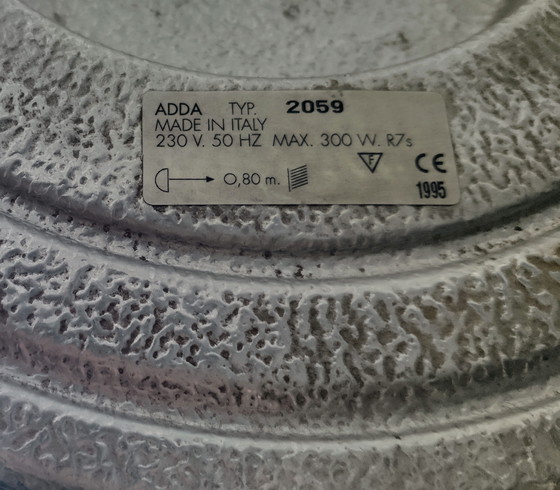 ADDA TYP. 2059
MADE IN ITALY
230 V. 50 HZ MAX. 300 W. R7s
F
CE
0,80 m.
1995